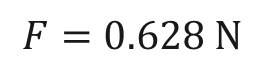 F = 0.628 N